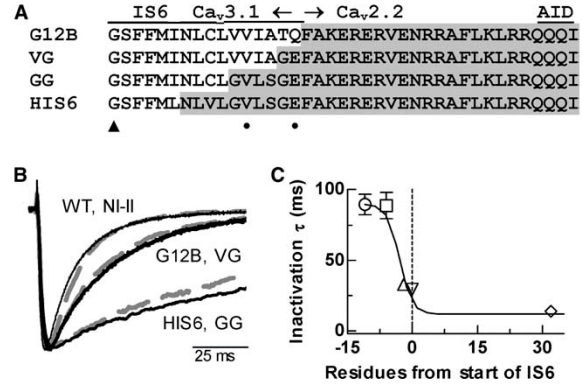 A IS6 Cav3.1 ← → Cav2.2 AID
G12B GSFFMINLCLVVIATQFAKERERVENRRAFLKLRRQQQI
VG GSFFMINLCLVVIAGEFAKERERVENRRAFLKLRRQQQI
GG GSFFMINLCLGVLSGEFAKERERVENRRAFLKLRRQQQI
HIS6 GSFFMLNLVLGVLSGEFAKERERVENRRAFLKLRRQQQI
B
WT, NI-II
G12B, VG
HIS6, GG
25 ms
C
Inactivation τ (ms)
100
50
0
-15 0 15 30
Residues from start of IS6